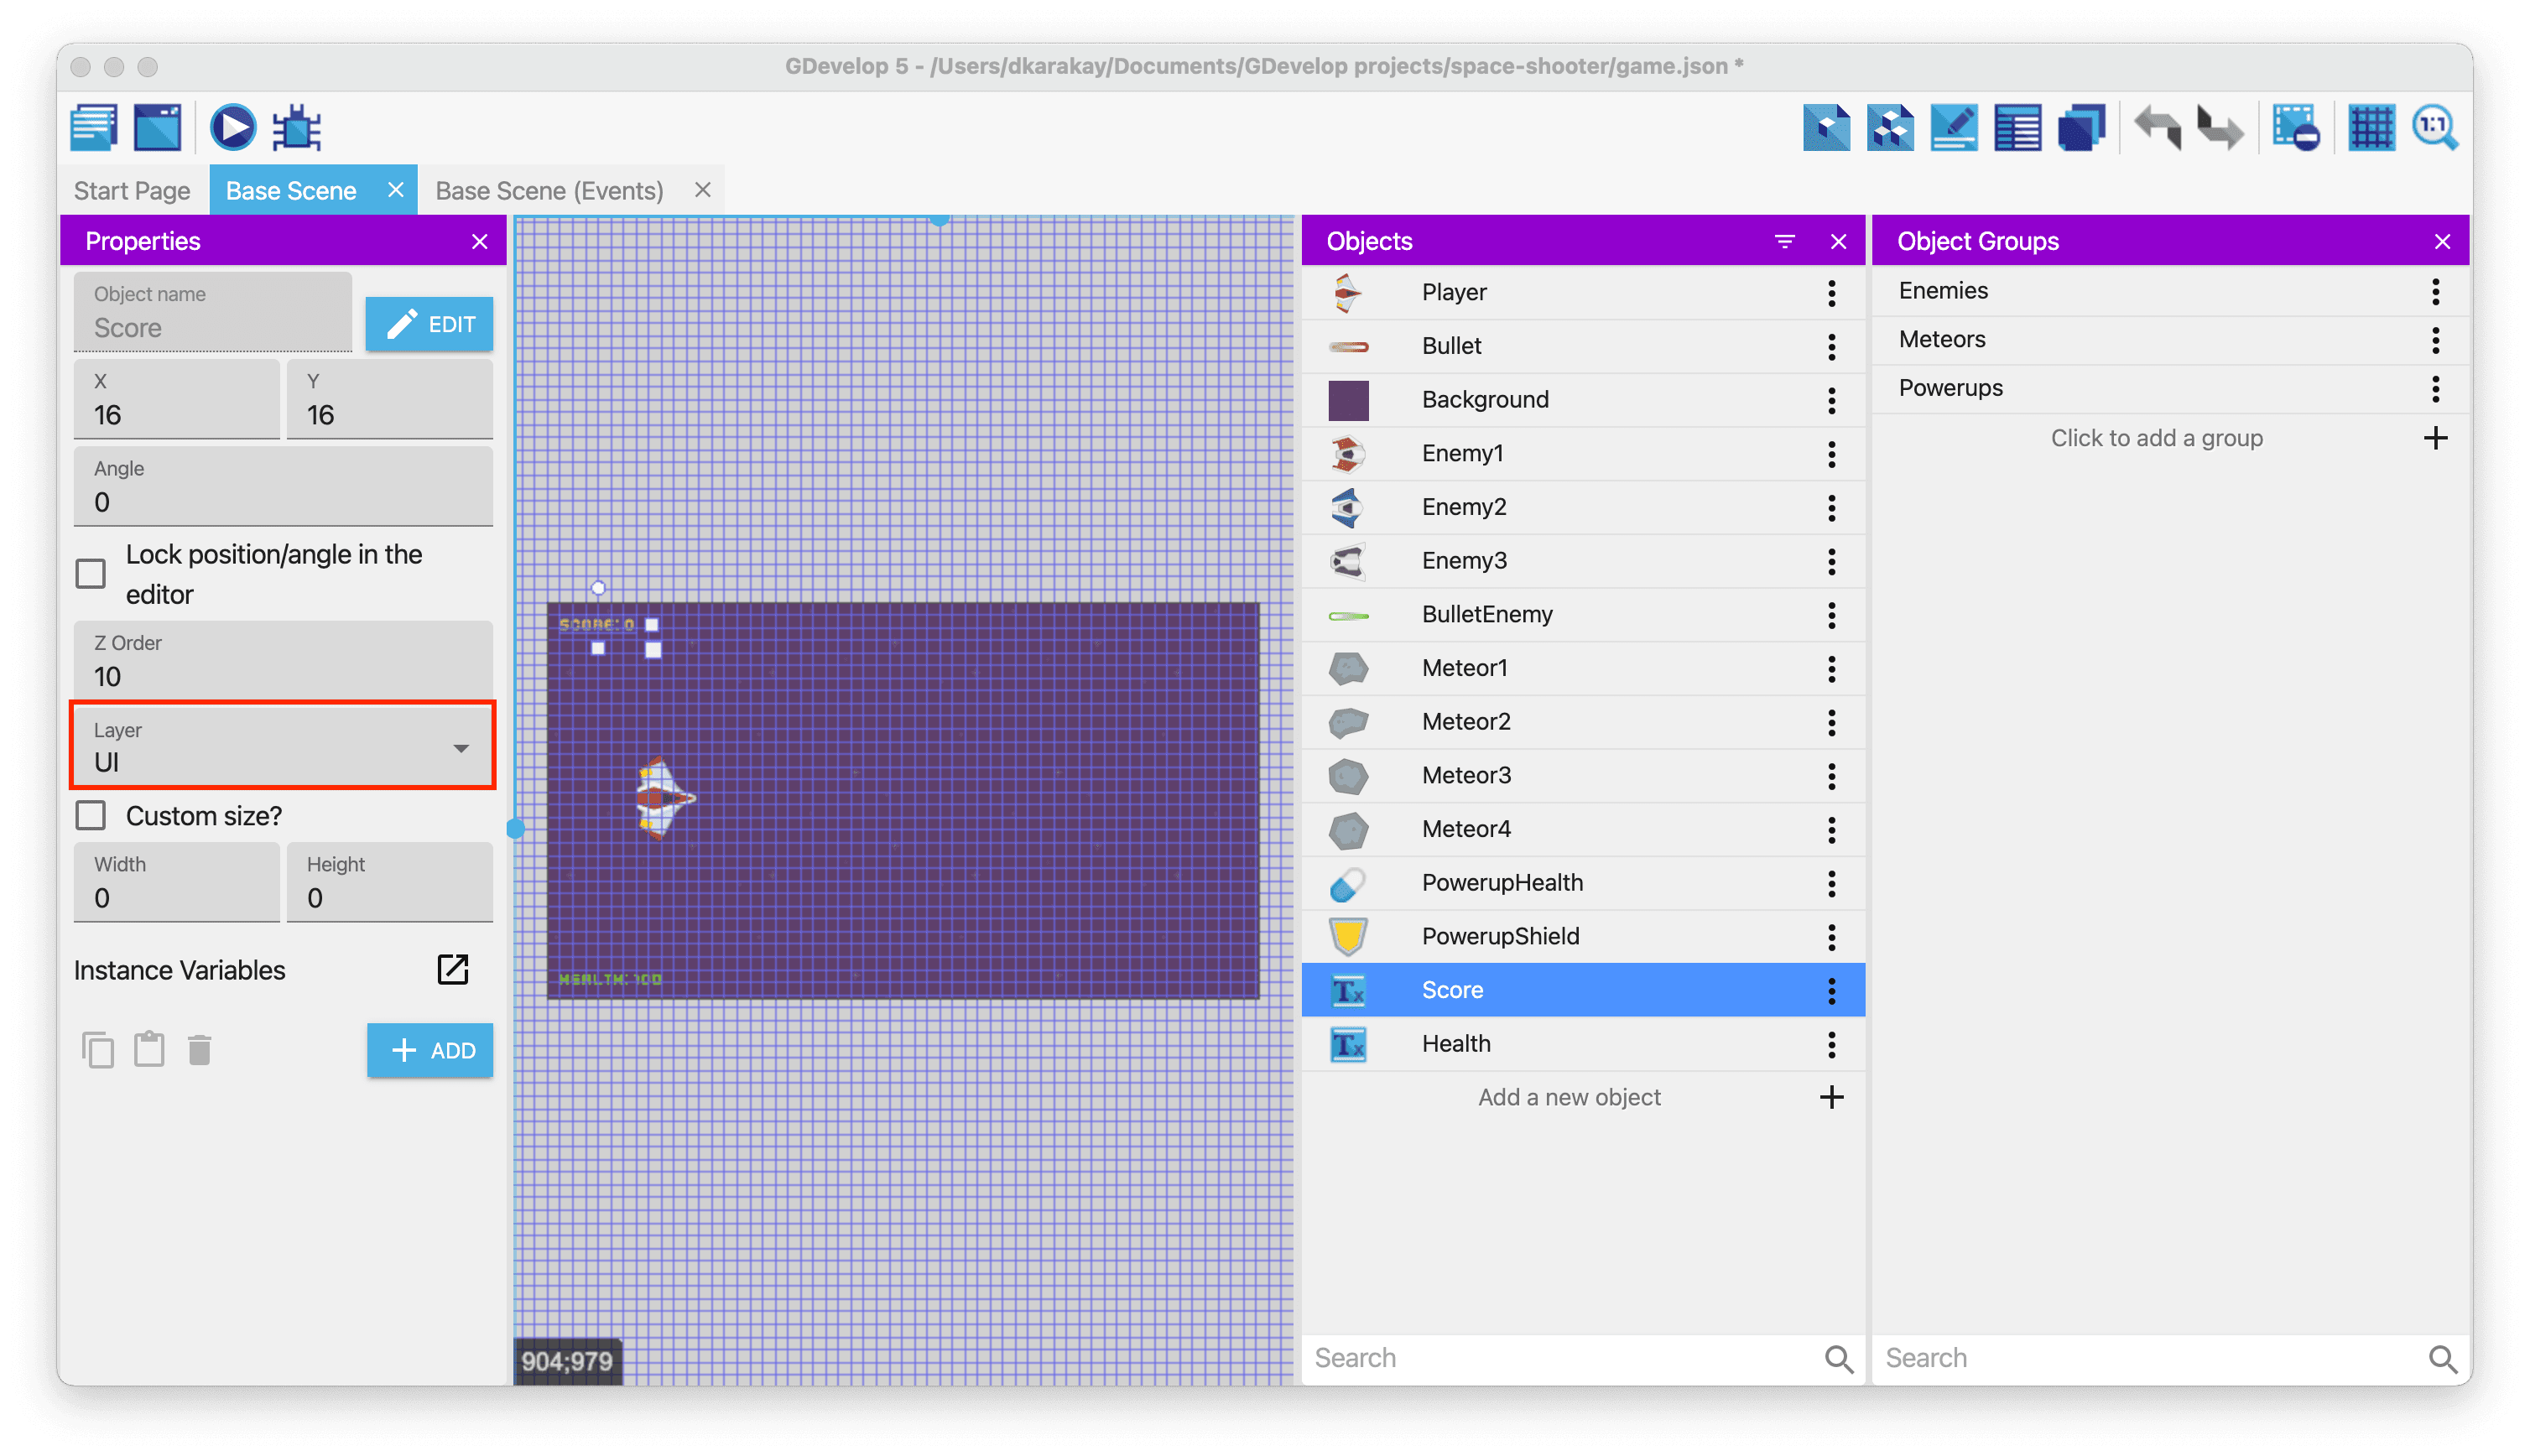 GDevelop 5 - /Users/dkarakay/Documents/GDevelop projects/space-shooter/game.json *
1:1
Start Page
Base Scene
Base Scene (Events)
Properties
Object name
Score
EDIT
X
16
Y
16
Angle
0
Lock position/angle in the
editor
Z Order
10
Layer
UI
Custom size?
Width
0
Height
0
Instance Variables
ADD
SCORE:0
HEALTH:100
904;979
Objects
Player
Bullet
Background
Enemy1
Enemy2
Enemy3
BulletEnemy
Meteor1
Meteor2
Meteor3
Meteor4
PowerupHealth
PowerupShield
Tx
Score
Tx
Health
Add a new object
Search
Object Groups
Enemies
Meteors
Powerups
Click to add a group
Search